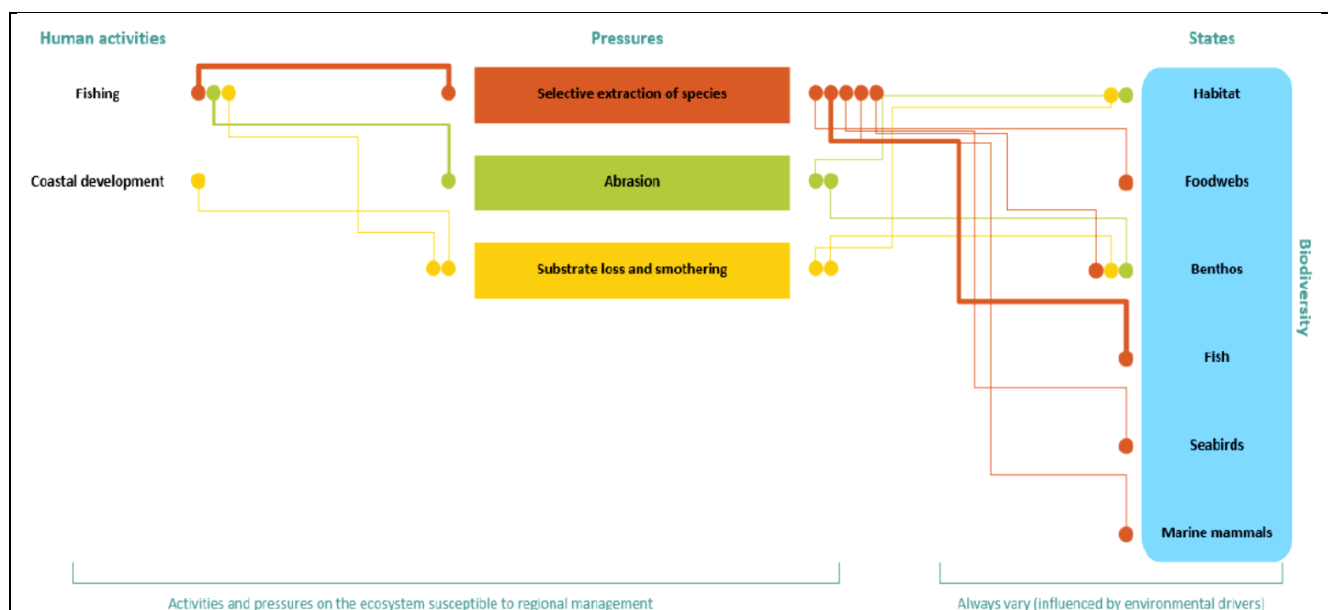 Human activities
Pressures
States
Fishing
Selective extraction of species
Habitat
Coastal development
Abrasion
Foodwebs
Substrate loss and smothering
Benthos
Biodiversity
Fish
Seabirds
Marine mammals
Activities and pressures on the ecosystem susceptible to regional management
Always vary (influenced by environmental drivers)